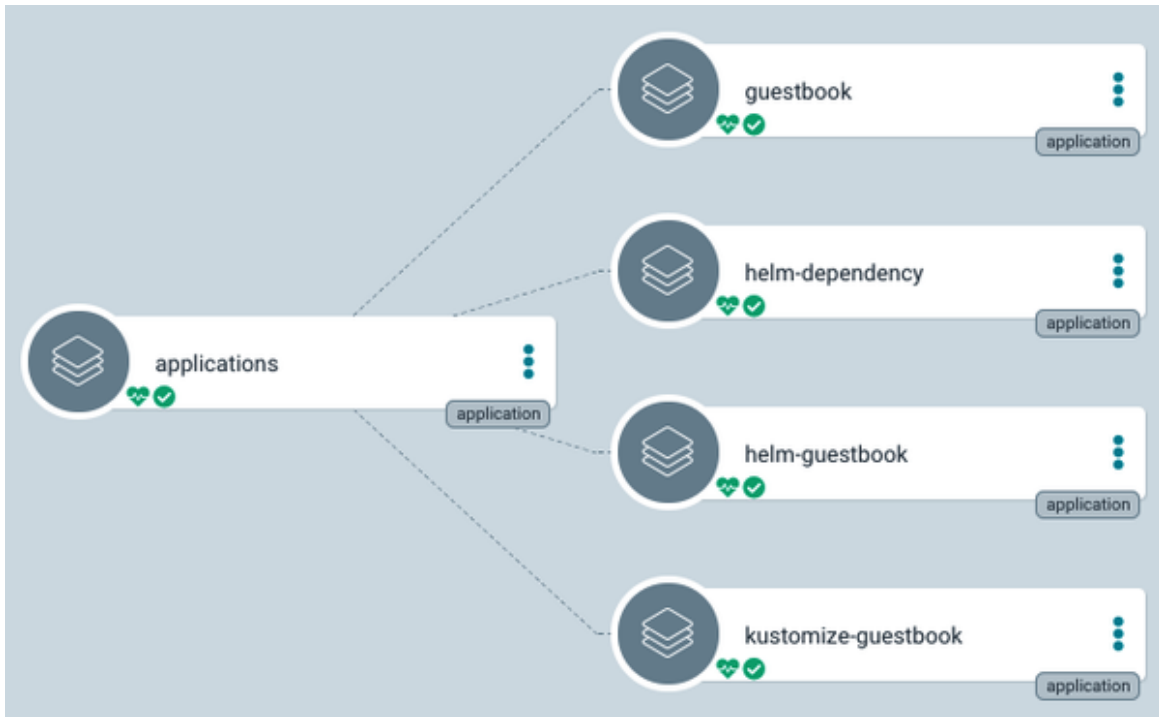 guestbook
application
helm-dependency
application
applications
application
helm-guestbook
application
kustomize-guestbook
application